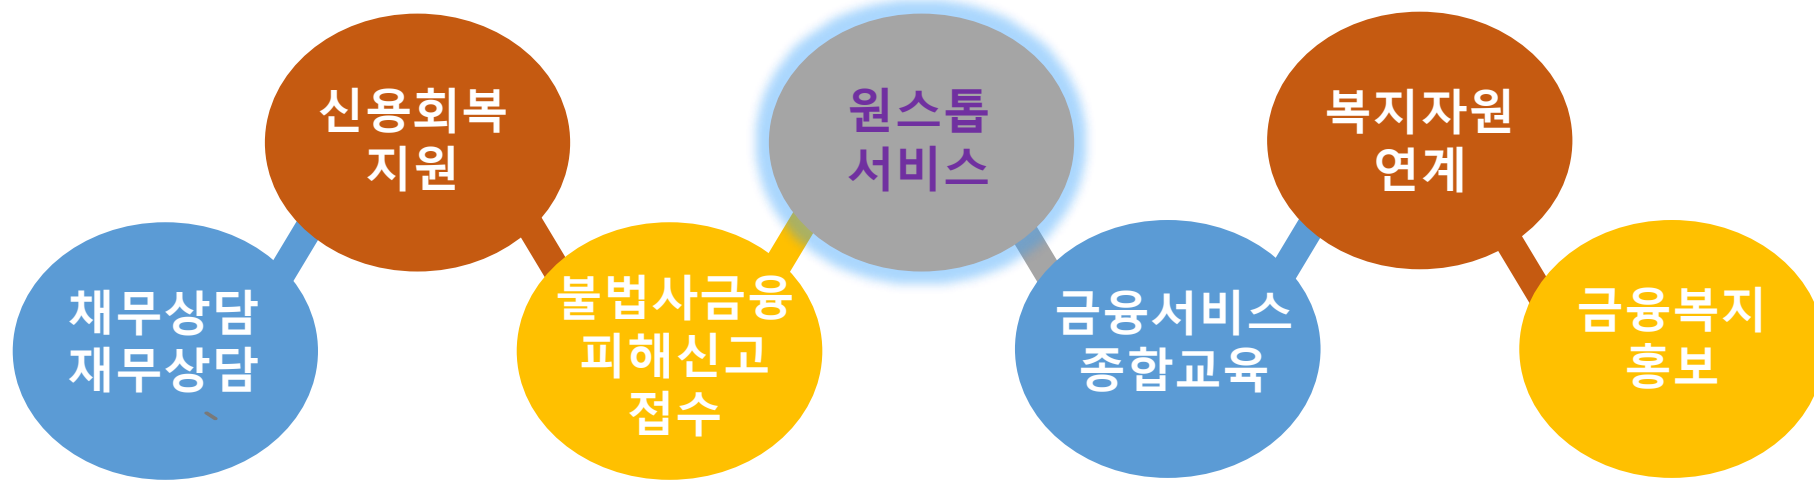 채무상담
재무상담
신용회복
지원
불법사금융
피해신고
접수
원스톱
서비스
금융서비스
종합교육
복지자원
연계
금융복지
홍보